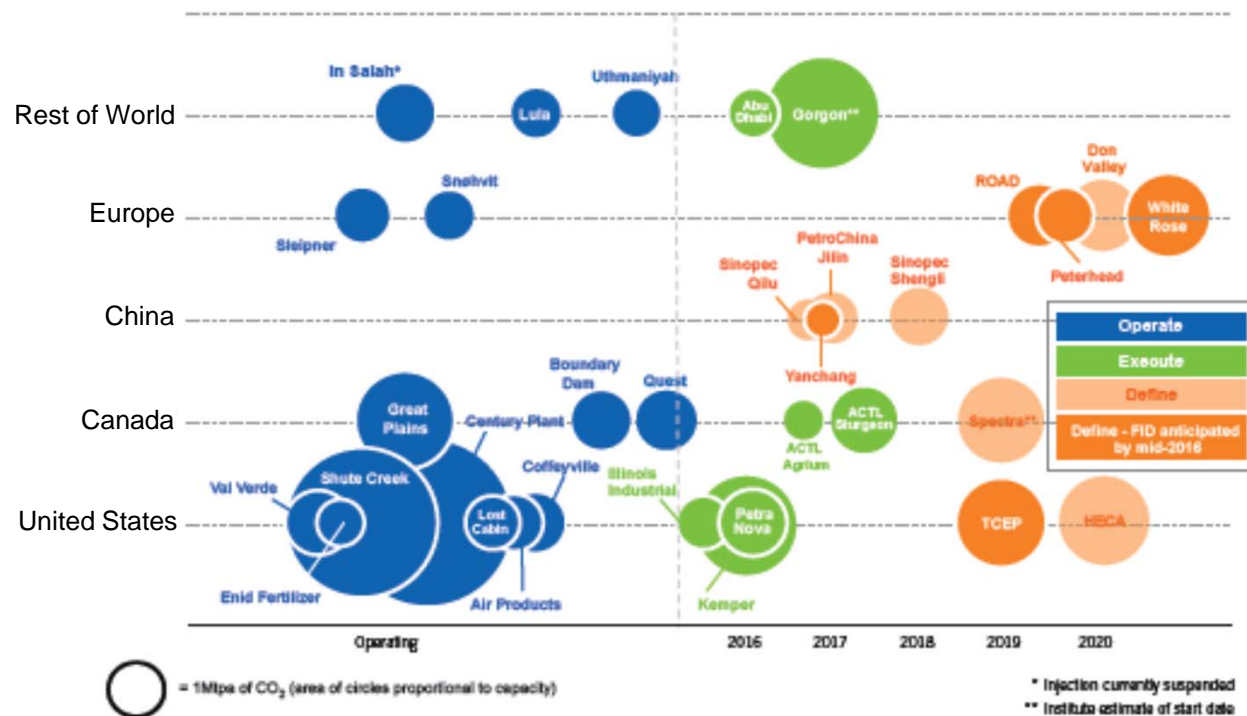 In Salah*
Uthmaniyah
Rest of World
Lula
Abu
Dhabi
Gorgon**
Don
Valley
Snøhvit
ROAD
Europe
White
Rose
Sleipner
PetroChina
Jilin
Sinopec
Qilu
Sinopec
Shengli
Peterhead
China
Operate
Execute
Yanchang
Define
Define - FID anticipated
by mid-2016
Boundary
Dam
Quest
Canada
Great
Plains
Century Plant
ACTL
Sturgeon
Spectra**
ACTL
Agrium
Coffeyville
Illinois
Industrial
Val Verde
Shute Creek
United States
Lost
Cabin
Petra
Nova
TCEP
HECA
Enid Fertilizer
Air Products
Kemper
Operating 2016 2017 2018 2019 2020
= 1Mtpa of CO2 (area of circles proportional to capacity)
* Injection currently suspended
** Institute estimate of start date